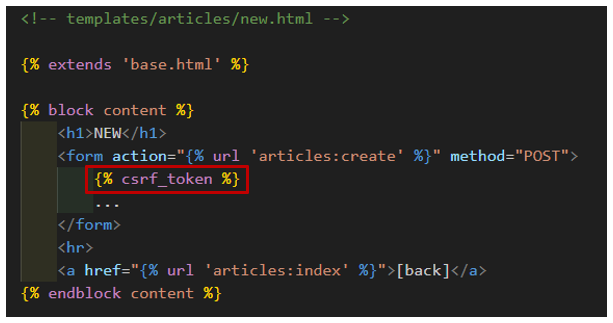 <!-- templates/articles/new.html -->
{% extends 'base.html' %}
{% block content %}
<h1>NEW</h1>
<form action="{% url 'articles:create' %}" method="POST">
{% csrf_token %}
...
</form>
<hr>
<a href="{% url 'articles:index' %}">[back]</a>
{% endblock content %}